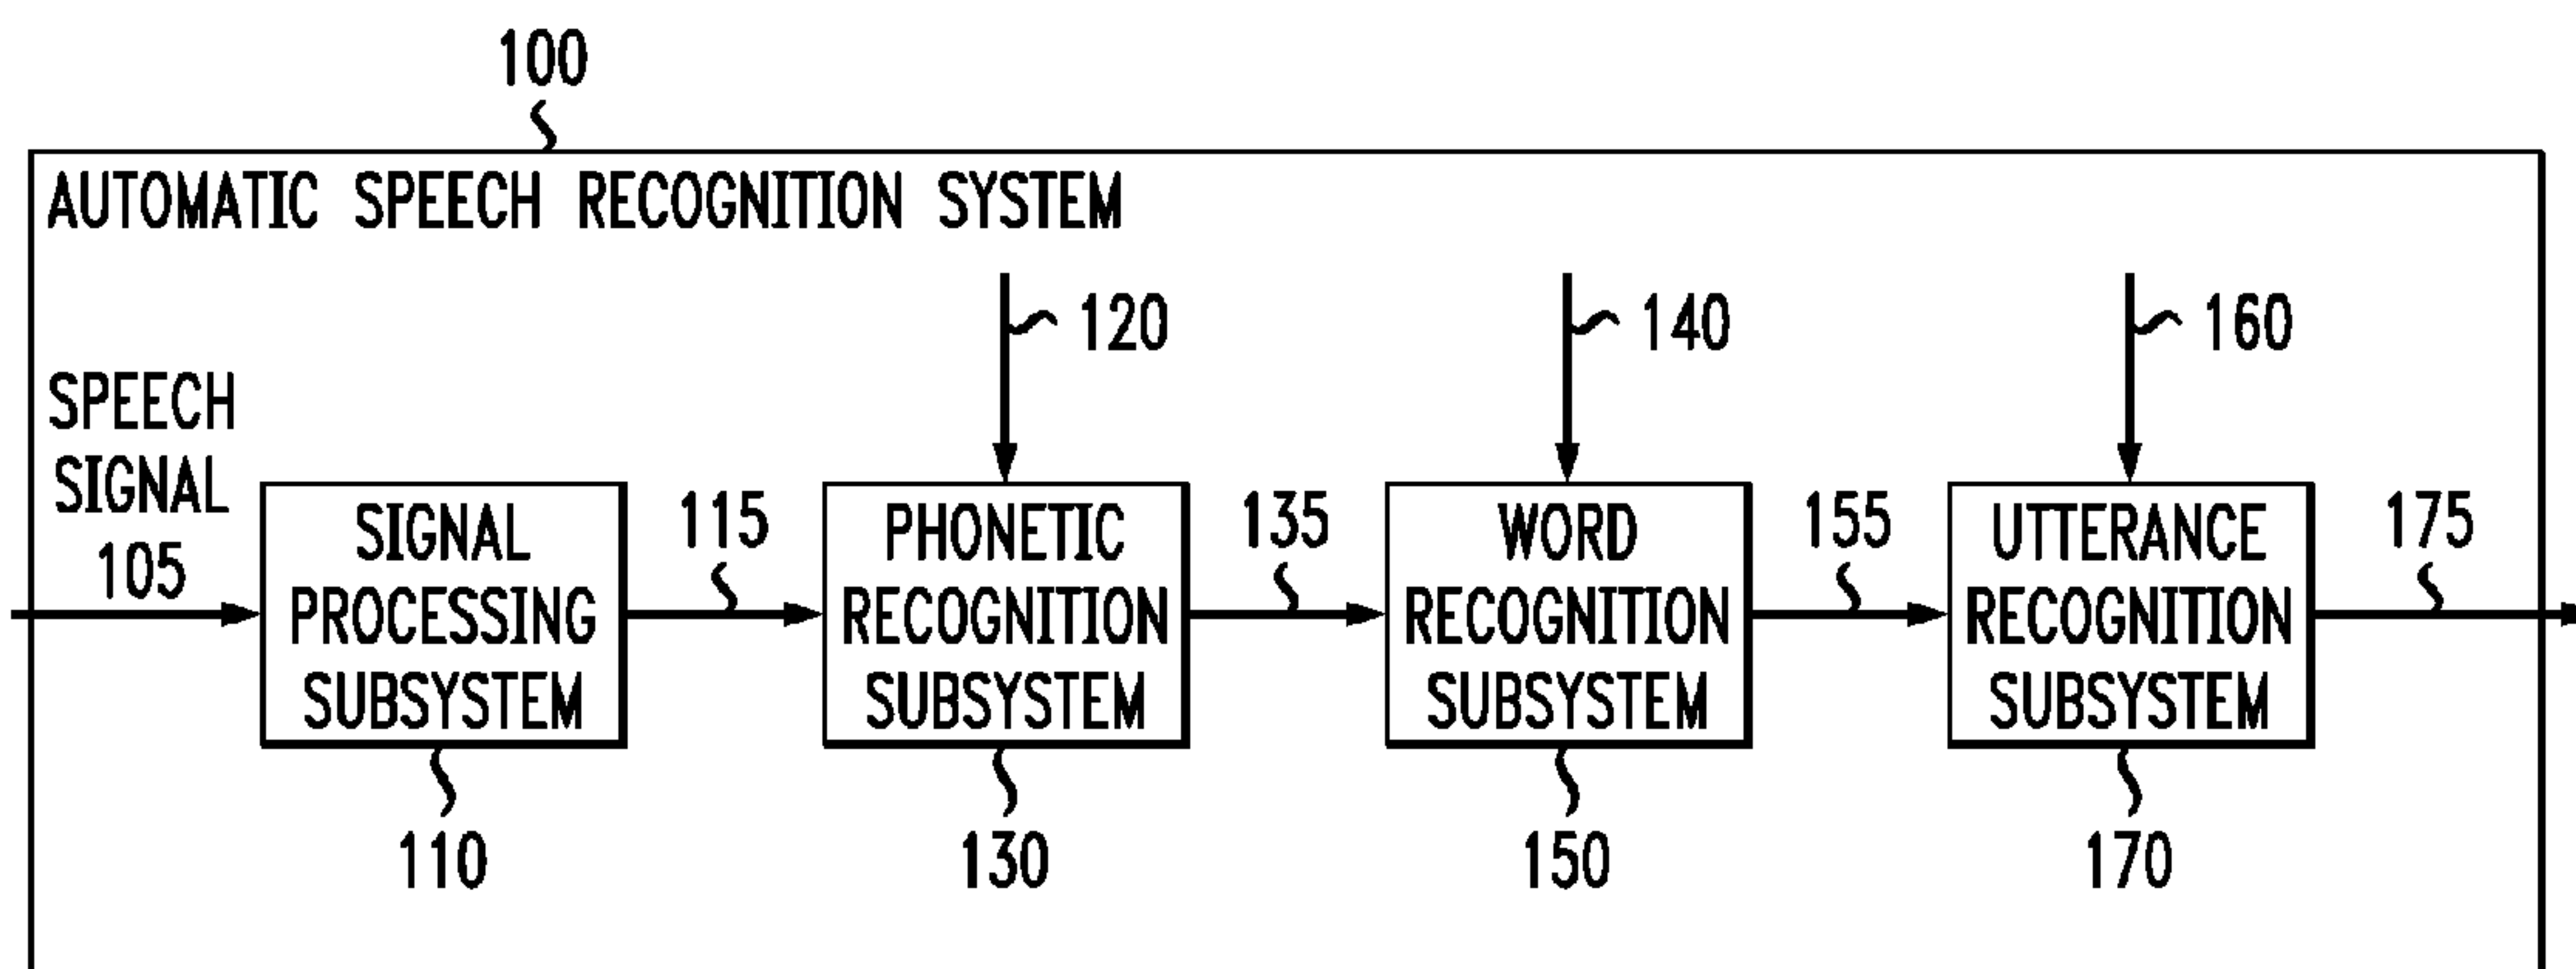 100
AUTOMATIC SPEECH RECOGNITION SYSTEM
120
140
160
SPEECH
SIGNAL
105
SIGNAL
PROCESSING
SUBSYSTEM
115
PHONETIC
RECOGNITION
SUBSYSTEM
135
WORD
RECOGNITION
SUBSYSTEM
155
UTTERANCE
RECOGNITION
SUBSYSTEM
175
110
130
150
170